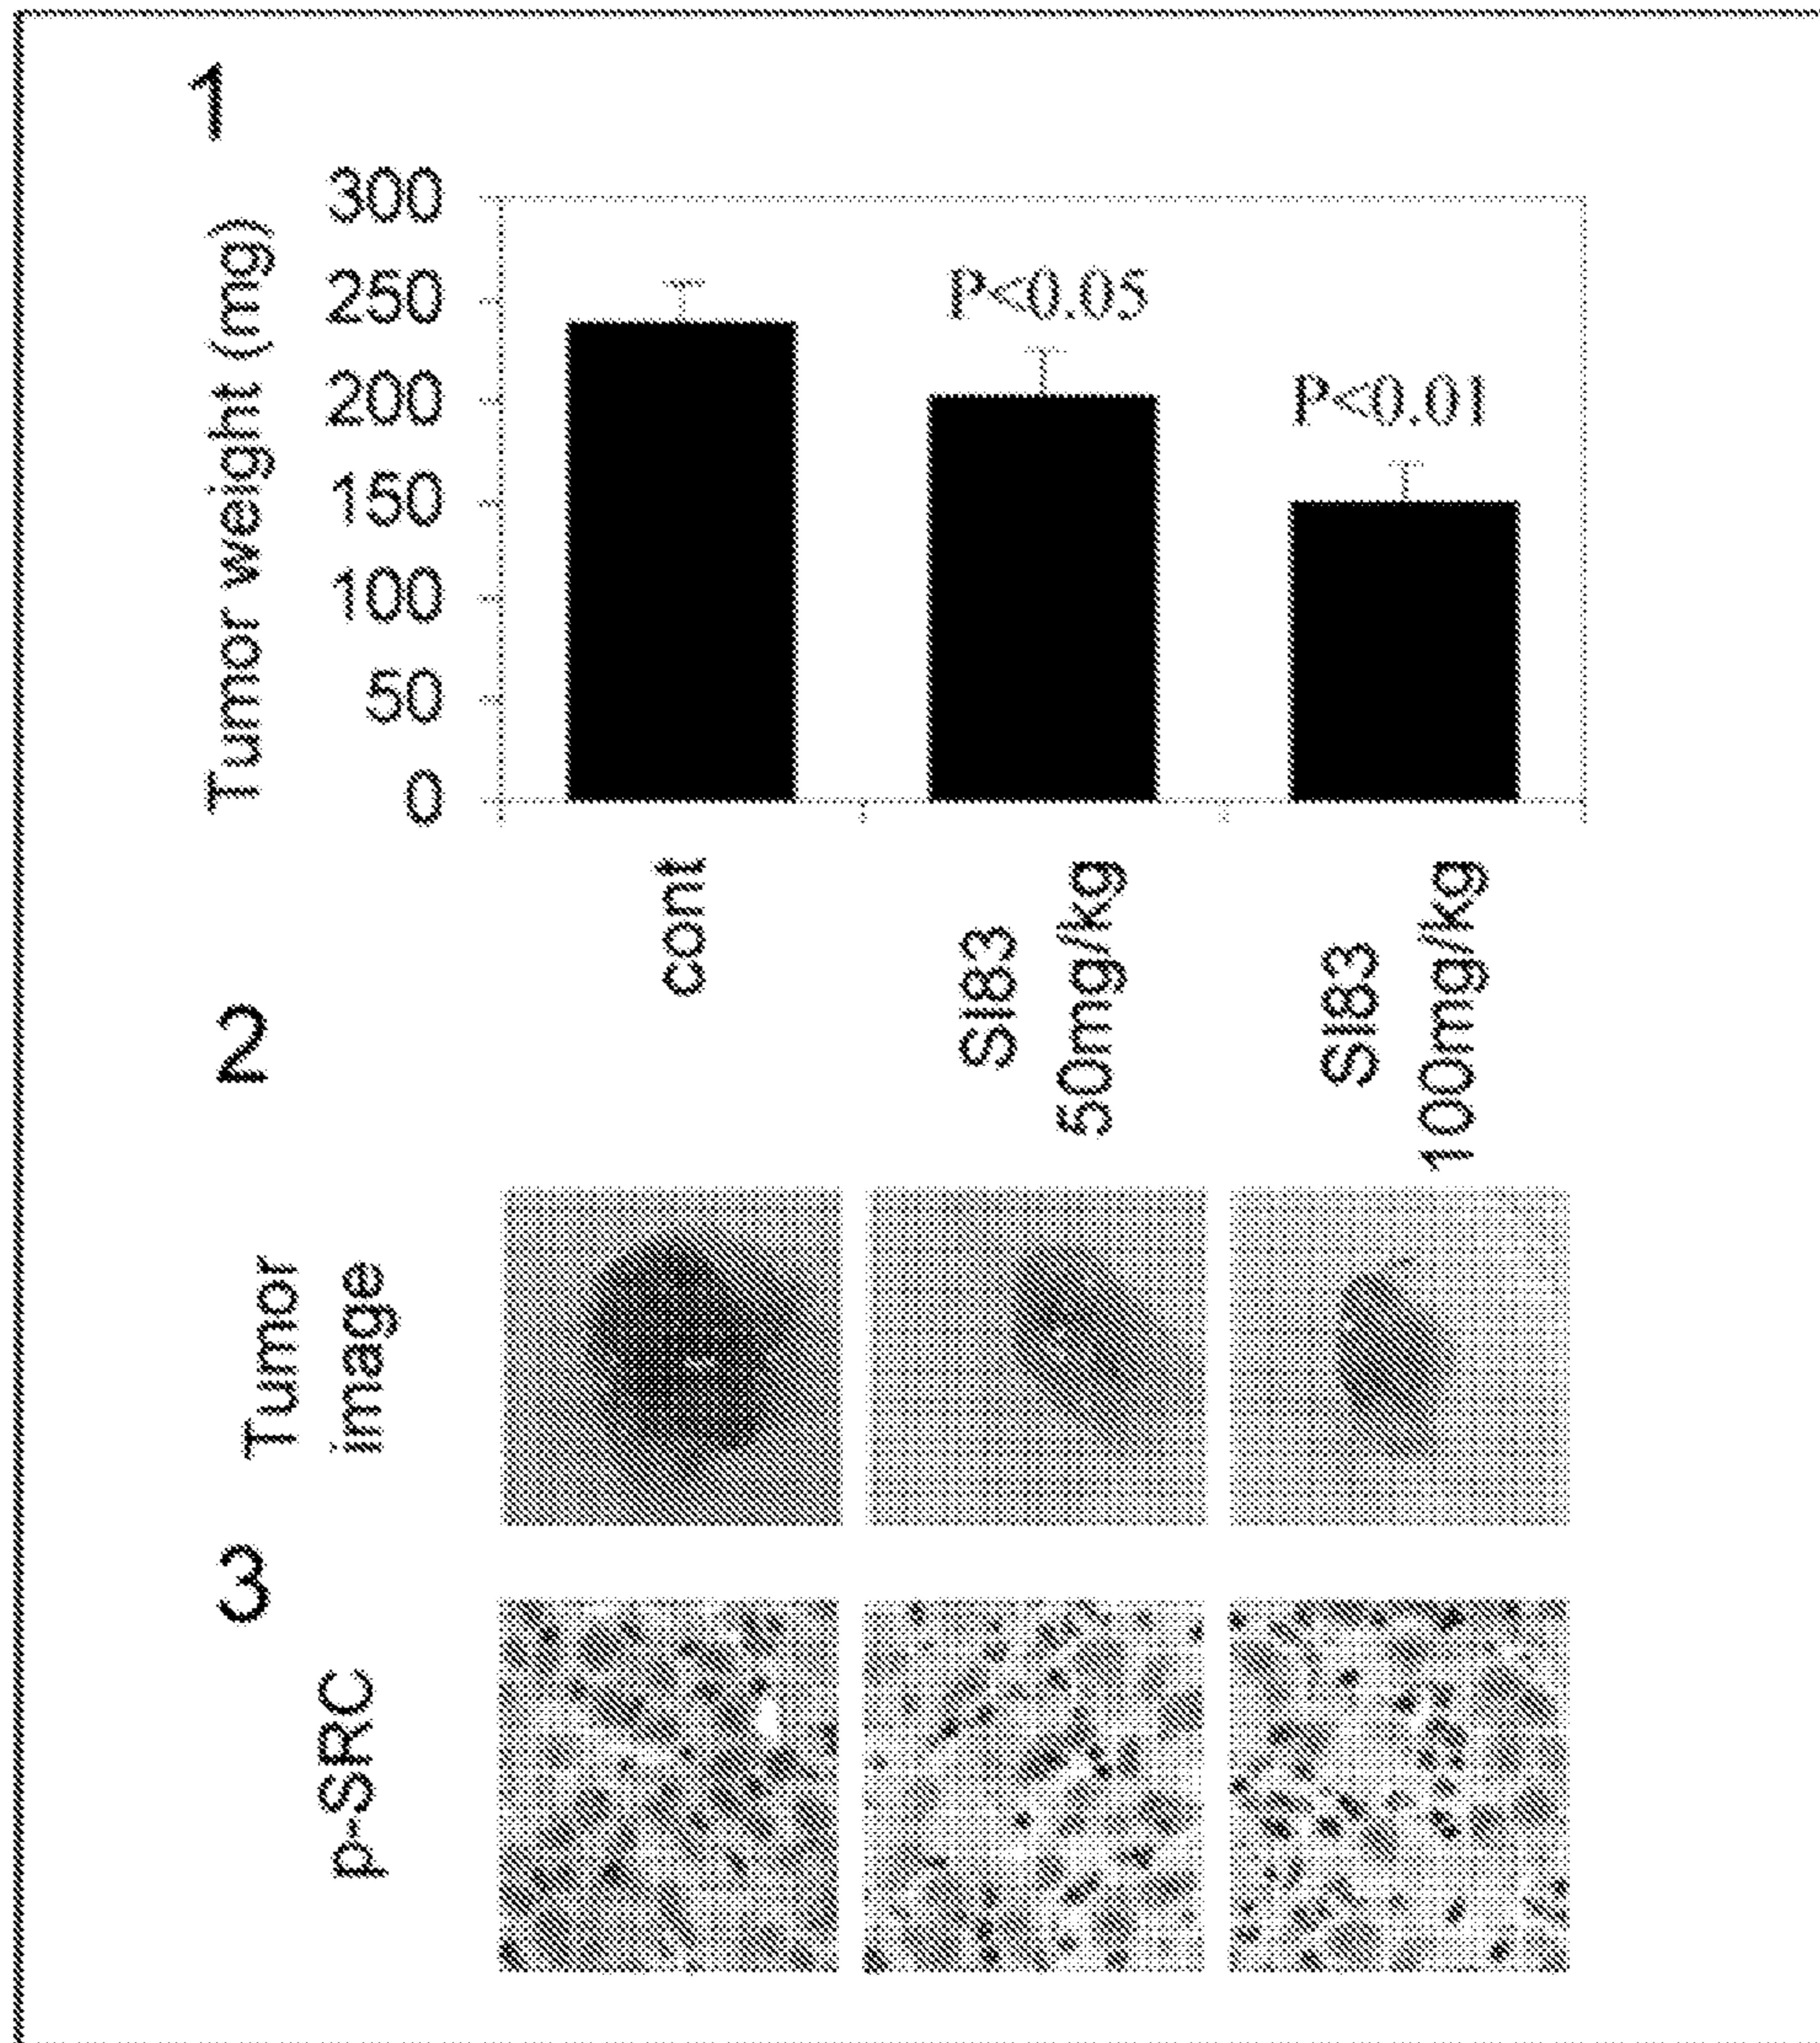 1
Tumor weight (mg)
300
250
200
150
100
50
0
P<0.05
P<0.01
cont
SI83
50mg/kg
SI83
100mg/kg
2
Tumor
image
3
p-SRC